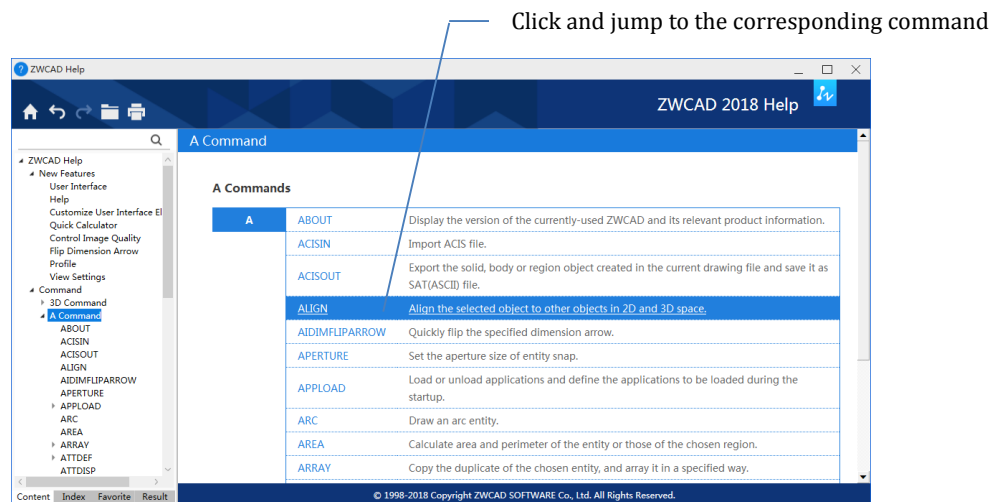 Click and jump to the corresponding command
ZWCAD Help
ZWCAD 2018 Help
A Command
ZWCAD Help
New Features
User Interface
Help
Customize User Interface El
Quick Calculator
Control Image Quality
Flip Dimension Arrow
Profile
View Settings
Command
3D Command
A Command
ABOUT
ACISIN
ACISOUT
ALIGN
AIDIMFLIPARROW
APERTURE
APPLOAD
ARC
AREA
ARRAY
ATTDEF
ATTDISP
Content Index Favorite Result
A Commands
A ABOUT Display the version of the currently-used ZWCAD and its relevant product information.
ACISIN Import ACIS file.
ACISOUT Export the solid, body or region object created in the current drawing file and save it as
SAT(ASCII) file.
ALIGN Align the selected object to other objects in 2D and 3D space.
AIDIMFLIPARROW Quickly flip the specified dimension arrow.
APERTURE Set the aperture size of entity snap.
APPLOAD Load or unload applications and define the applications to be loaded during the
startup.
ARC Draw an arc entity.
AREA Calculate area and perimeter of the entity or those of the chosen region.
ARRAY Copy the duplicate of the chosen entity, and array it in a specified way.
© 1998-2018 Copyright ZWCAD SOFTWARE Co., Ltd. All Rights Reserved.